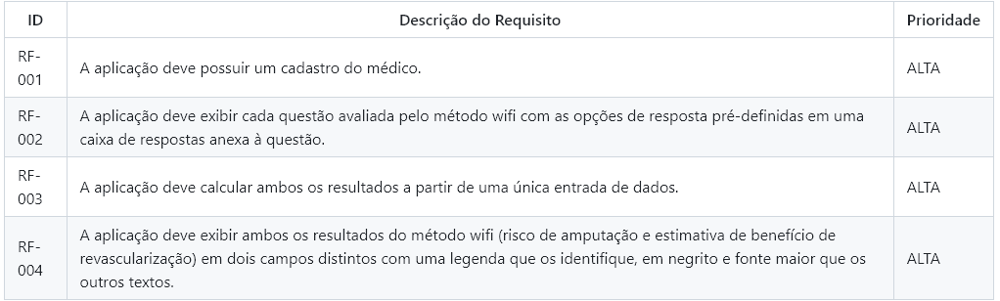 ID Descrição do Requisito Prioridade
RF-
001
A aplicação deve possuir um cadastro do médico.
ALTA
RF-
002
A aplicação deve exibir cada questão avaliada pelo método wifi com as opções de resposta pré-definidas em uma
caixa de respostas anexa à questão.
ALTA
RF-
003
A aplicação deve calcular ambos os resultados a partir de uma única entrada de dados.
ALTA
RF-
004
A aplicação deve exibir ambos os resultados do método wifi (risco de amputação e estimativa de benefício de
revascularização) em dois campos distintos com uma legenda que os identifique, em negrito e fonte maior que os
outros textos.
ALTA